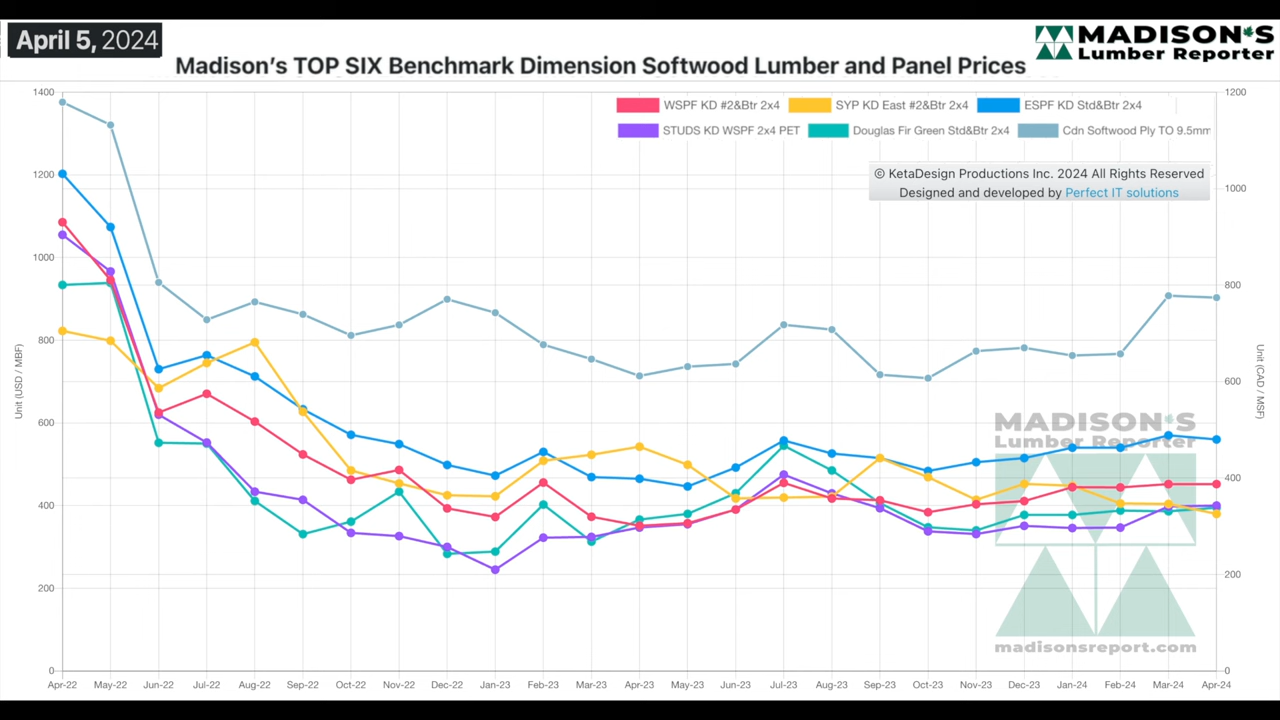 April 5, 2024
MADISON'S
Lumber Reporter
Madison's TOP SIX Benchmark Dimension Softwood Lumber and Panel Prices
WSPF KD #2&Btr 2x4 SYP KD East #2&Btr 2x4 ESPF KD Std&Btr 2x4
STUDS KD WSPF 2x4 PET Douglas Fir Green Std&Btr 2x4 Cdn Softwood Ply TO 9.5mm
© KetaDesign Productions Inc. 2024 All Rights Reserved
Designed and developed by Perfect IT solutions
1400
1200
1000
800
600
400
200
0
Unit (USD / MBF)
1200
1000
800
600
400
200
0
Unit (CAD / MSF)
MADISON'S
Lumber Reporter
madisonsreport.com
Apr-22 May-22 Jun-22 Jul-22 Aug-22 Sep-22 Oct-22 Nov-22 Dec-22 Jan-23 Feb-23 Mar-23 Apr-23 May-23 Jun-23 Jul-23 Aug-23 Sep-23 Oct-23 Nov-23 Dec-23 Jan-24 Feb-24 Mar-24 Apr-24